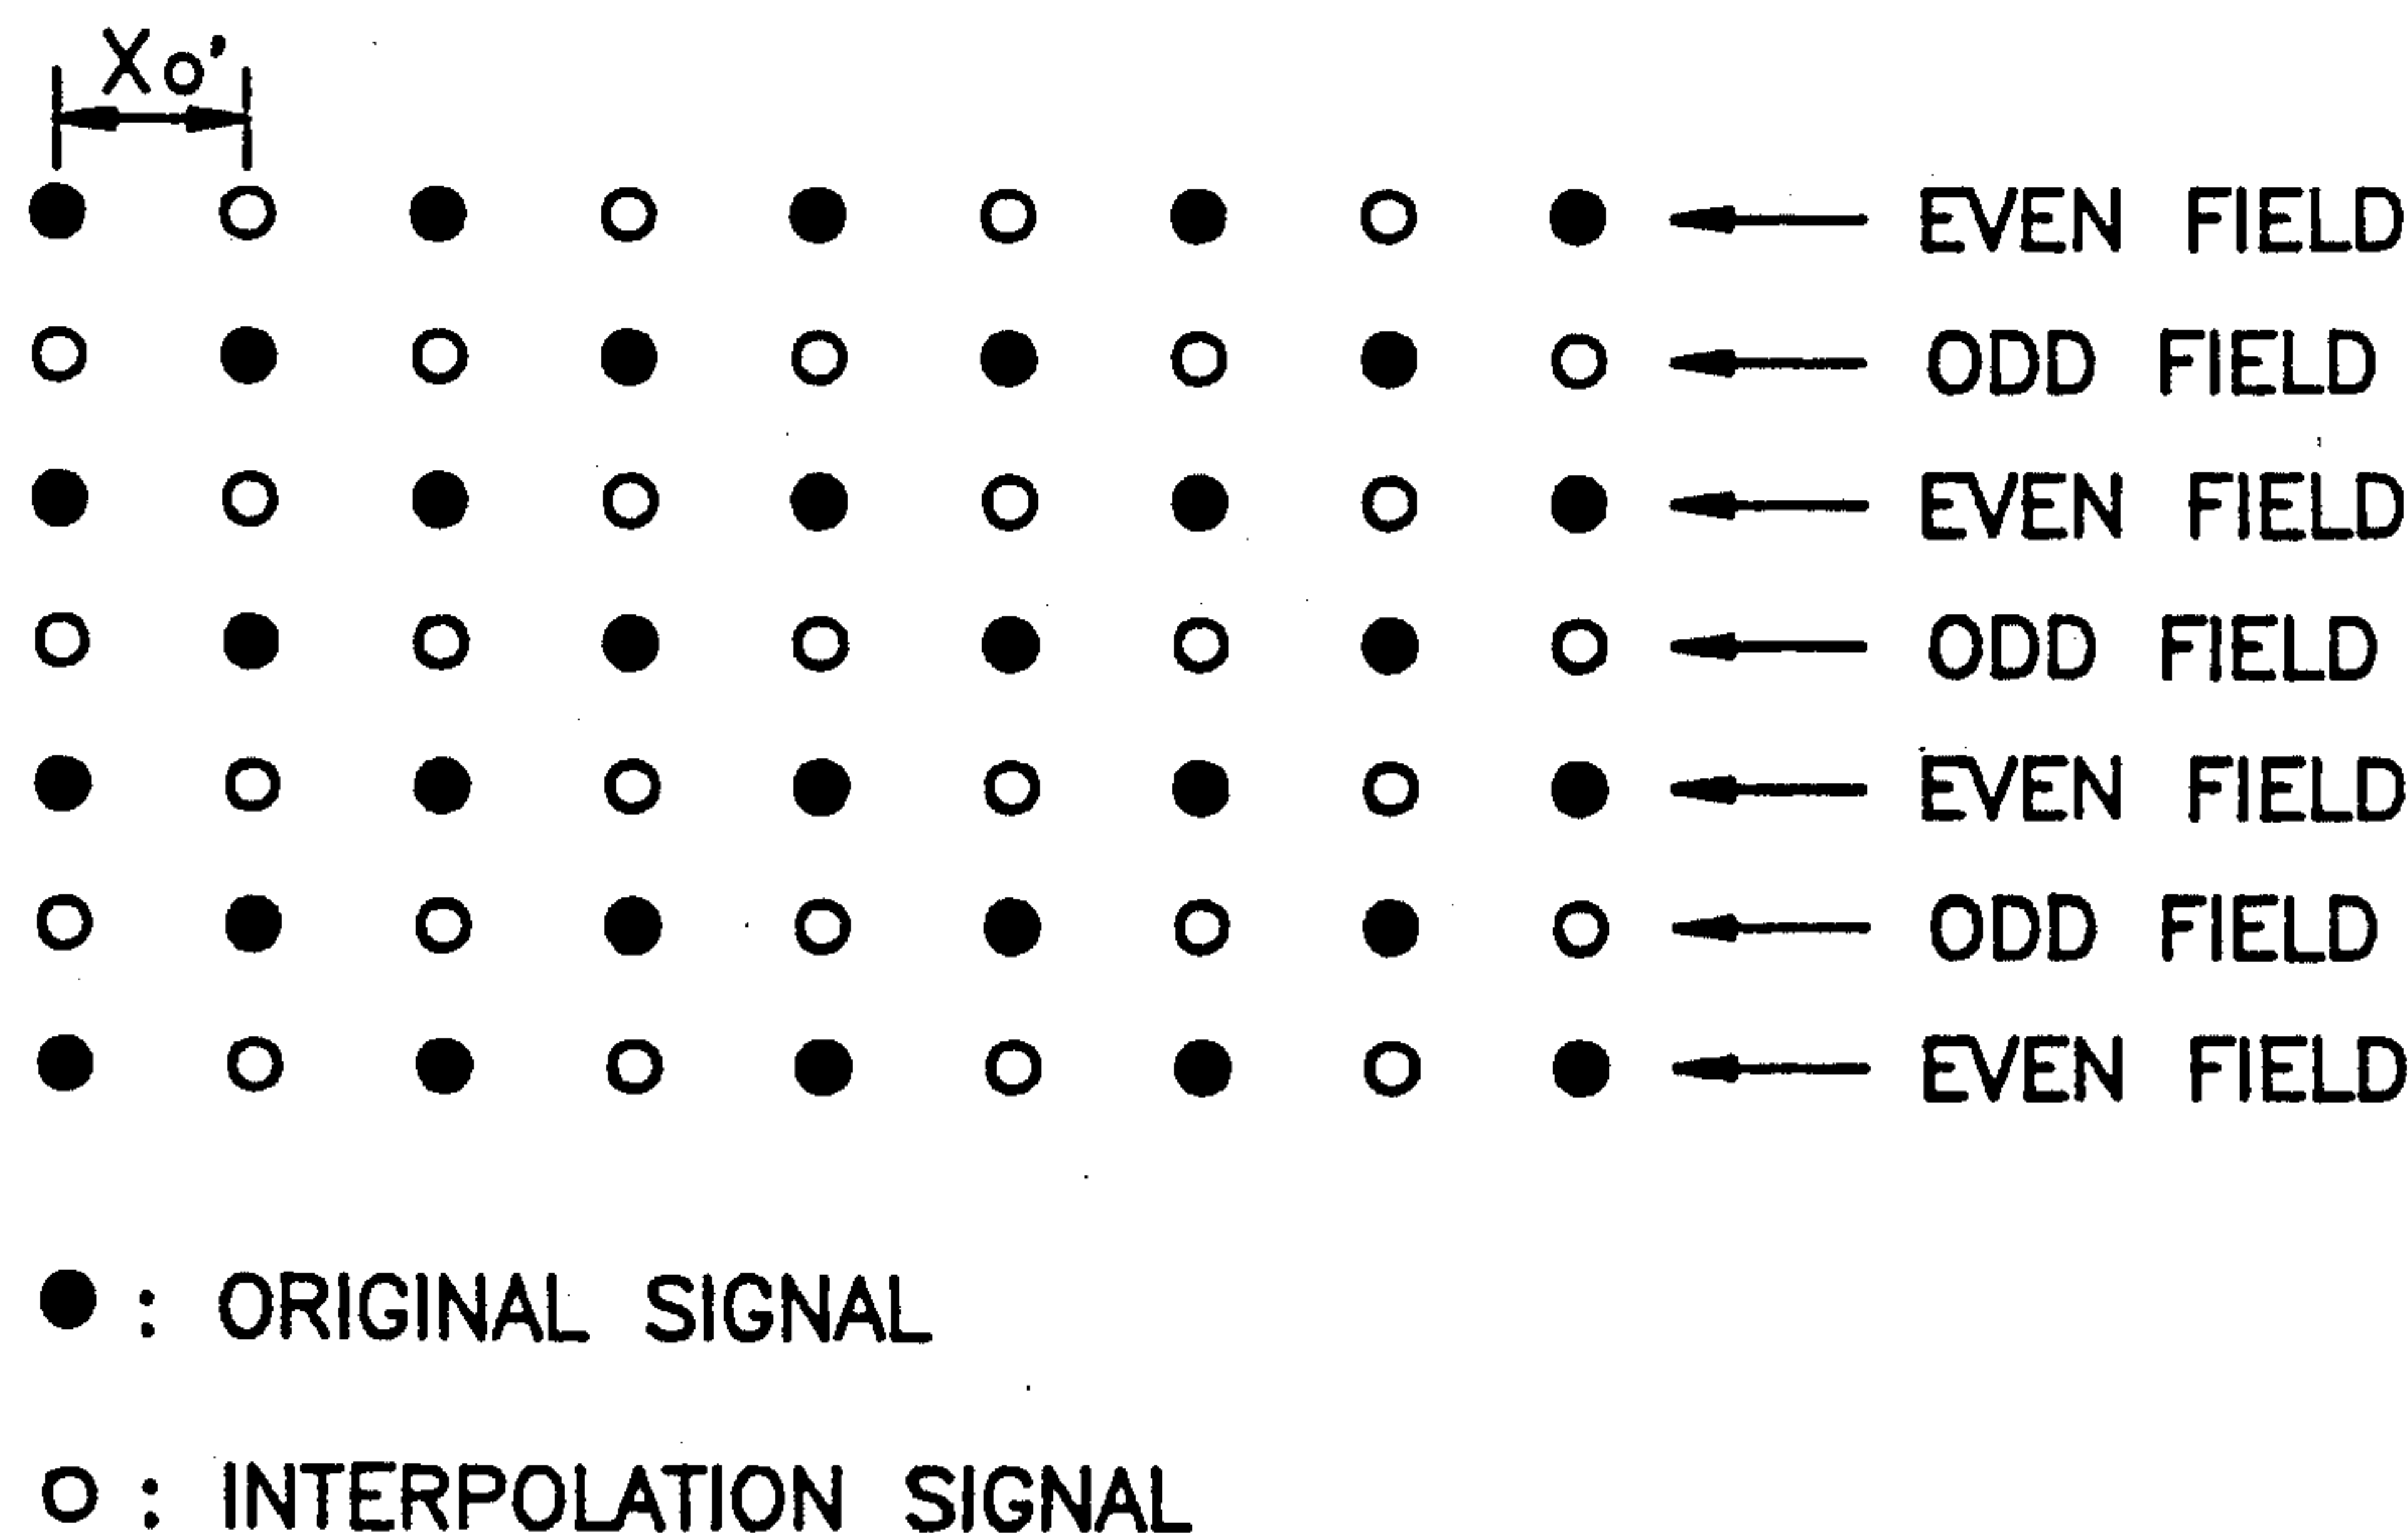 Xo'
EVEN FIELD
ODD FIELD
EVEN FIELD
ODD FIELD
EVEN FIELD
ODD FIELD
EVEN FIELD
: ORIGINAL SIGNAL
: INTERPOLATION SIGNAL